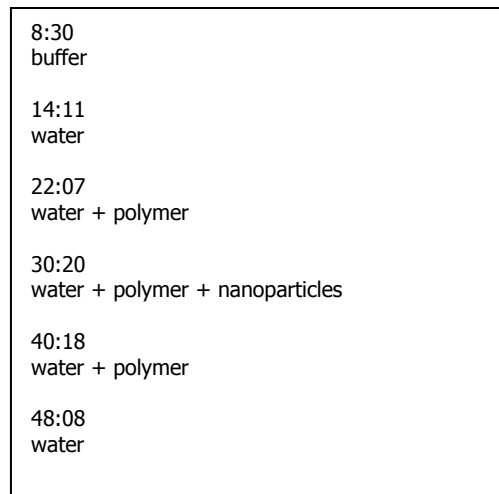 8:30
buffer
14:11
water
22:07
water + polymer
30:20
water + polymer + nanoparticles
40:18
water + polymer
48:08
water